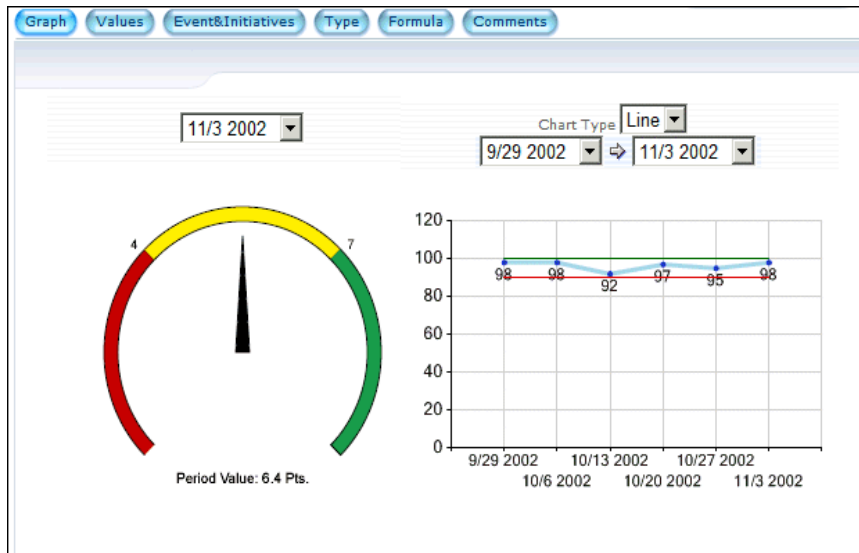 Graph Values Event&Initiatives Type Formula Comments
11/3 2002
Chart Type Line
9/29 2002 11/3 2002
4 7
Period Value: 6.4 Pts.
120
100
80
60
40
20
0
98 98 92 97 95 98
9/29 2002 10/13 2002 10/27 2002
10/6 2002 10/20 2002 11/3 2002